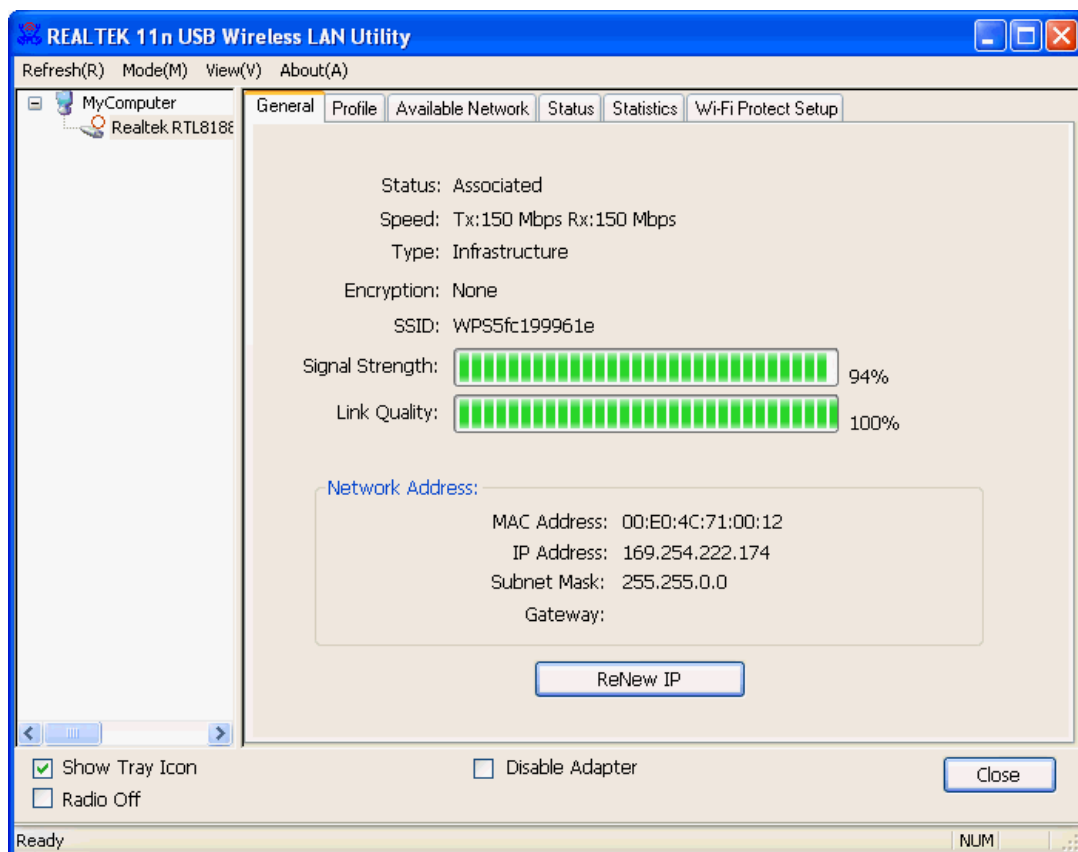 REALTEK 11n USB Wireless LAN Utility
Refresh(R) Mode(M) View(V) About(A)
MyComputer
Realtek RTL8188
General Profile Available Network Status Statistics Wi-Fi Protect Setup
Status: Associated
Speed: Tx:150 Mbps Rx:150 Mbps
Type: Infrastructure
Encryption: None
SSID: WPS5fc199961e
Signal Strength: 94%
Link Quality: 100%
Network Address:
MAC Address: 00:E0:4C:71:00:12
IP Address: 169.254.222.174
Subnet Mask: 255.255.0.0
Gateway:
ReNew IP
Show Tray Icon Disable Adapter Close
Radio Off
Ready NUM